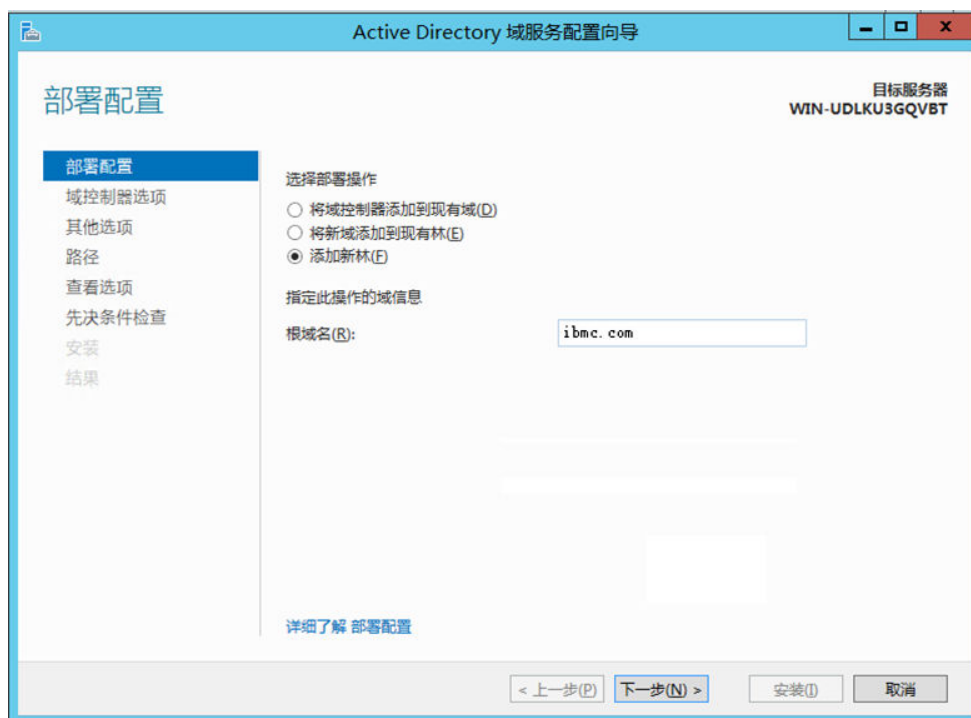 Active Directory 域服务配置向导
部署配置
目标服务器
WIN-UDLKU3GQVBT
部署配置
域控制器选项
其他选项
路径
查看选项
先决条件检查
安装
结果
选择部署操作
将域控制器添加到现有域(D)
将新域添加到现有林(E)
添加新林(F)
指定此操作的域信息
根域名(R): ibmc.com
详细了解 部署配置
< 上一步(P) 下一步(N) > 安装(I) 取消